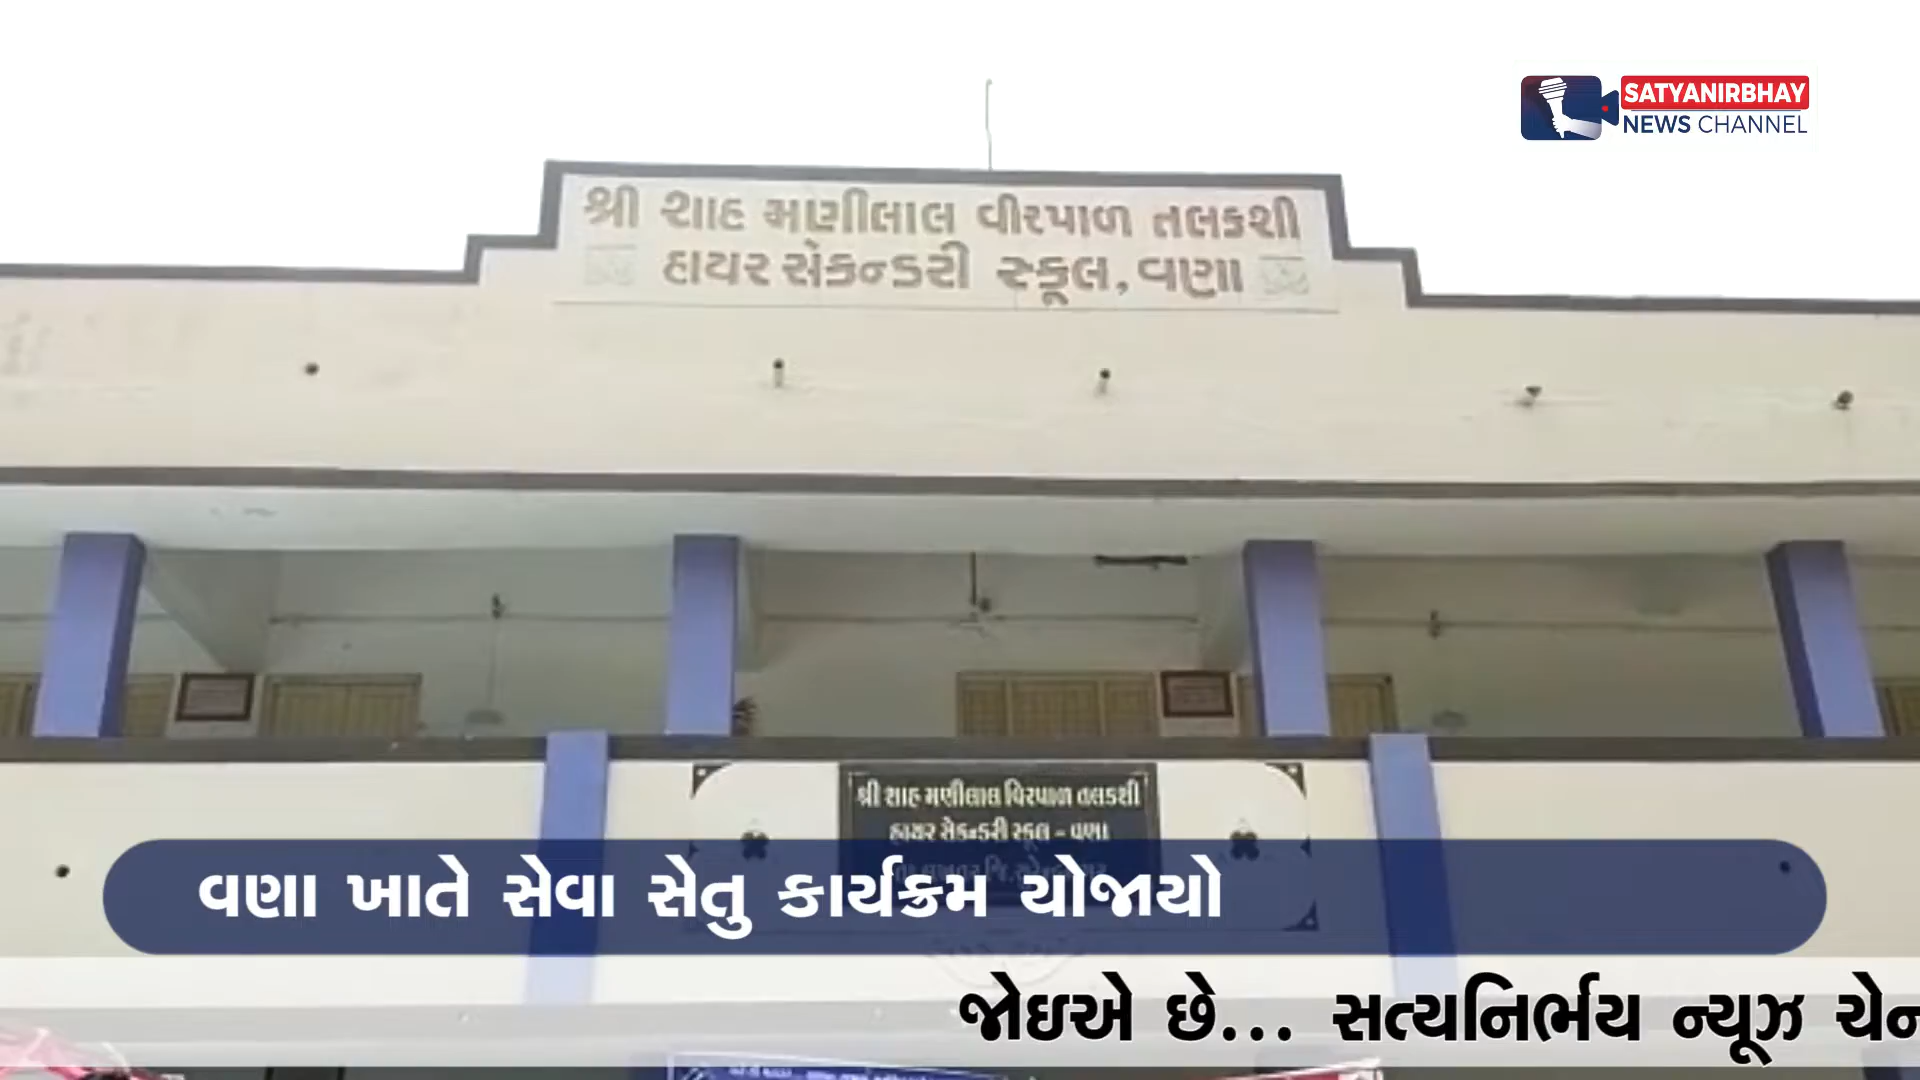 SATYANIRBHAY
NEWS CHANNEL
શ્રી શાહ મણીલાલ વીરપાળ તલકશી
હાયર સેકન્ડરી સ્કૂલ, વણા
શ્રી શાહ મણીલાલ વિરપાળ તલકશી
હાયર સેકન્ડરી સ્કૂલ - વણા
વણા ખાતે સેવા સેતુ કાર્યક્રમ યોજાયો
જોઇએ છે... સત્યનિર્ભય ન્યૂઝ ચેન